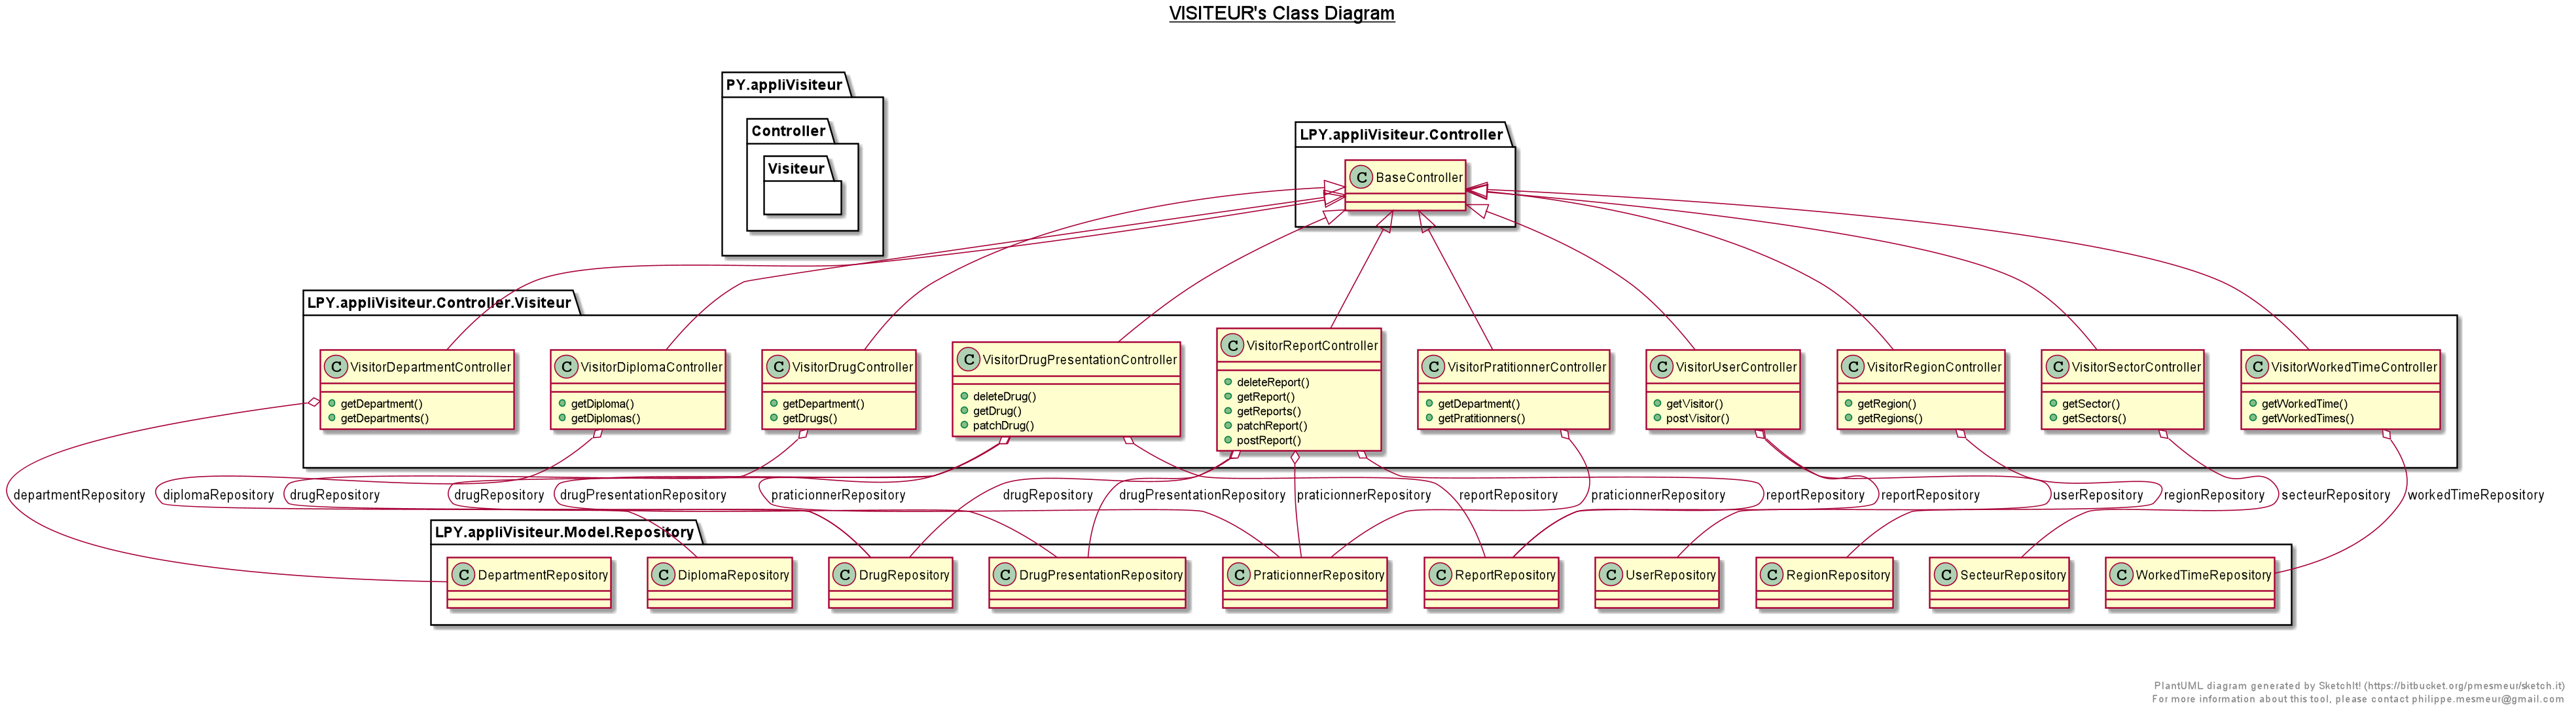 VISITEUR's Class Diagram
PY.appliVisiteur
Controller
Visiteur
LPY.appliVisiteur.Controller
C BaseController
LPY.appliVisiteur.Controller.Visiteur
C VisitorDepartmentController
getDepartment()
getDepartments()
C VisitorDiplomaController
getDiploma()
getDiplomas()
C VisitorDrugController
getDepartment()
getDrugs()
C VisitorDrugPresentationController
deleteDrug()
getDrug()
patchDrug()
C VisitorReportController
deleteReport()
getReport()
getReports()
patchReport()
postReport()
C VisitorPratitionnerController
getDepartment()
getPratitionners()
C VisitorUserController
getVisitor()
postVisitor()
C VisitorRegionController
getRegion()
getRegions()
C VisitorSectorController
getSector()
getSectors()
C VisitorWorkedTimeController
getWorkedTime()
getWorkedTimes()
departmentRepository
diplomaRepository
drugRepository
drugRepository
drugPresentationRepository
praticionnerRepository
drugRepository
drugPresentationRepository
praticionnerRepository
reportRepository
praticionnerRepository
reportRepository
reportRepository
userRepository
regionRepository
secteurRepository
workedTimeRepository
LPY.appliVisiteur.Model.Repository
C DepartmentRepository
C DiplomaRepository
C DrugRepository
C DrugPresentationRepository
C PraticionnerRepository
C ReportRepository
C UserRepository
C RegionRepository
C SecteurRepository
C WorkedTimeRepository
PlantUML diagram generated by SketchIt! (https://bitbucket.org/pmesmeur/sketch.it)
For more information about this tool, please contact philippe.mesmeur@gmail.com